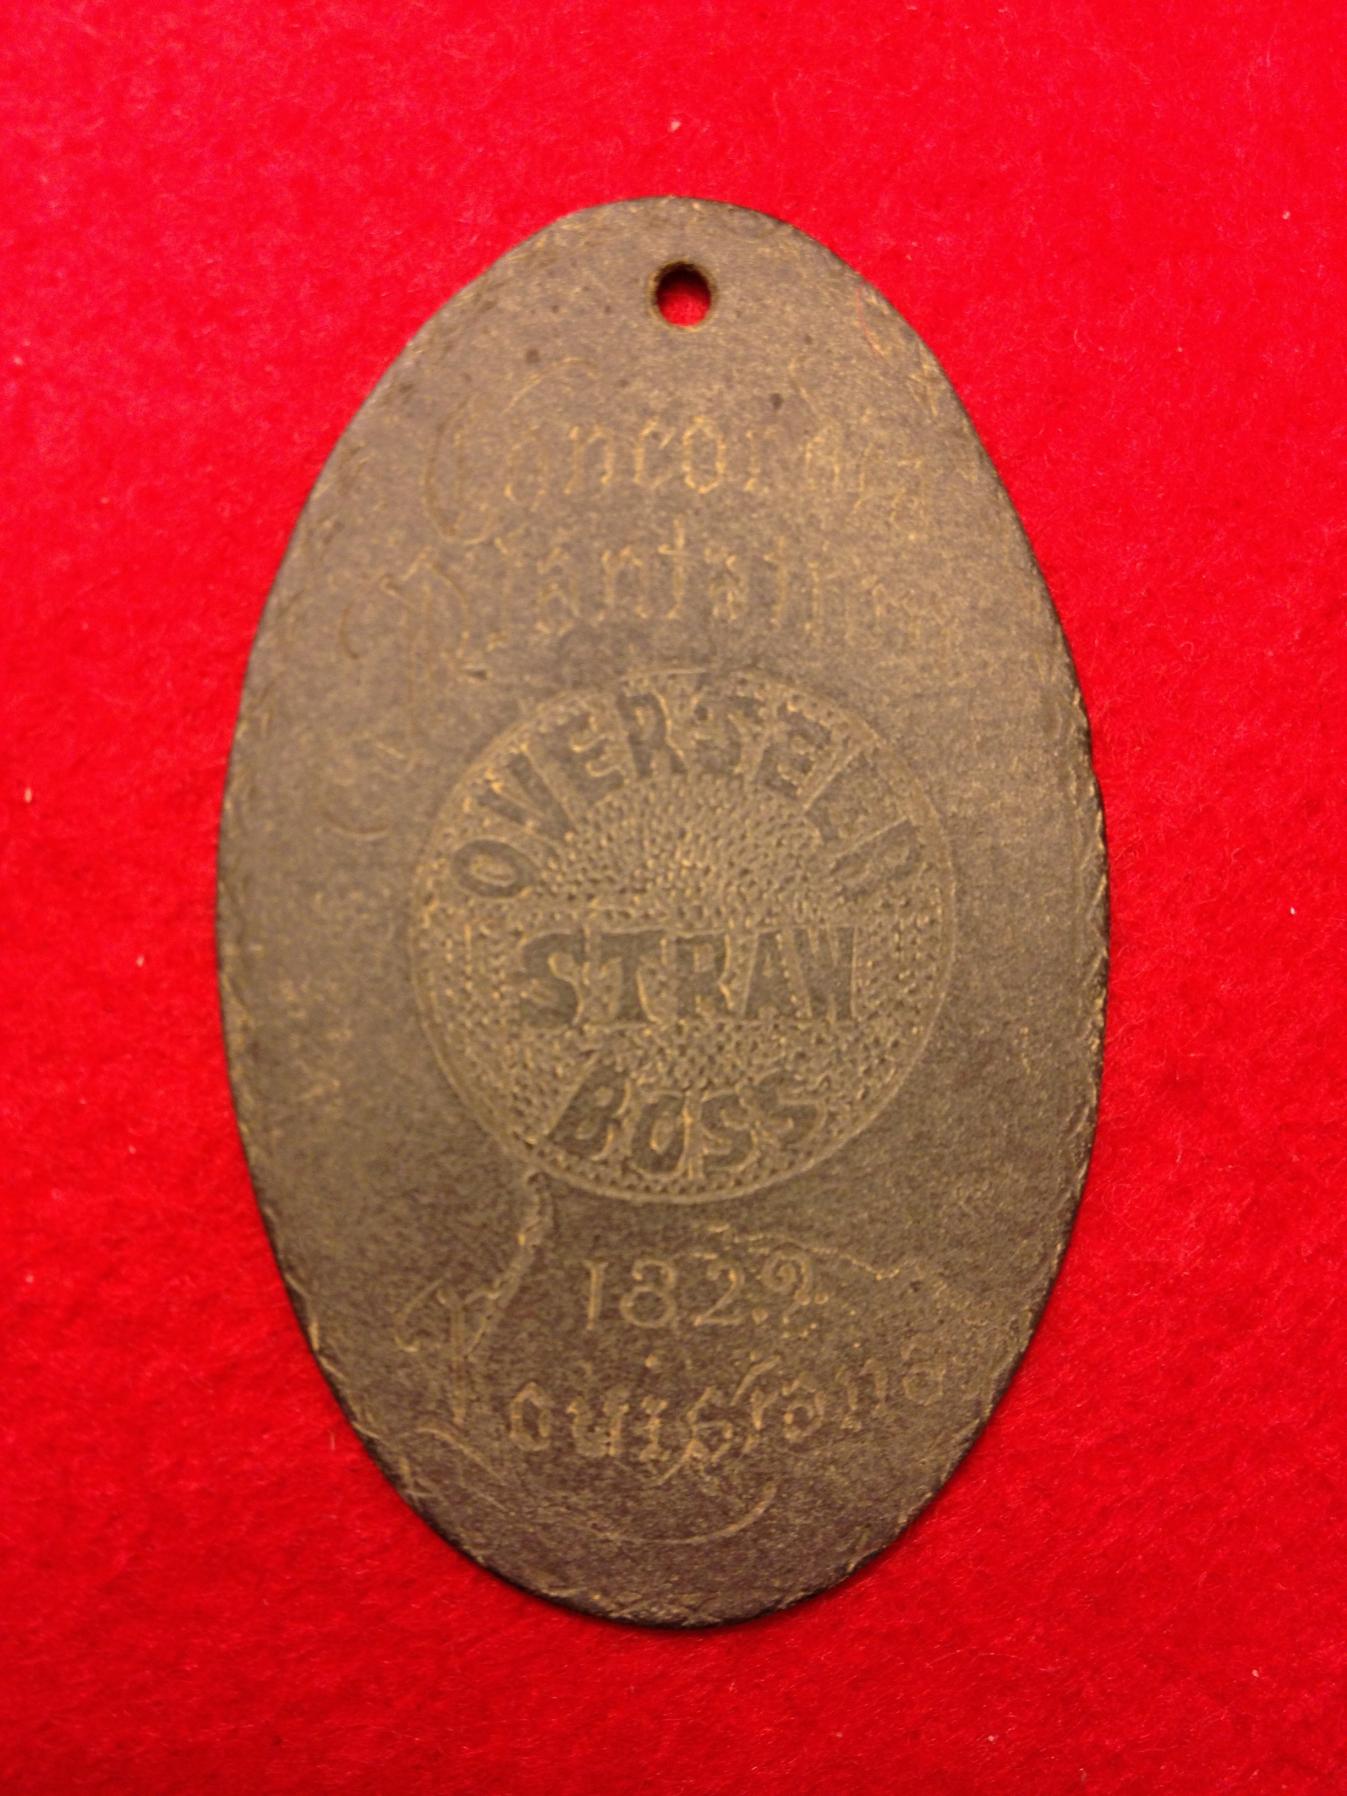 Concordia
Plantation
OVERSEER
STRAW
BOSS
1822
Louisiana